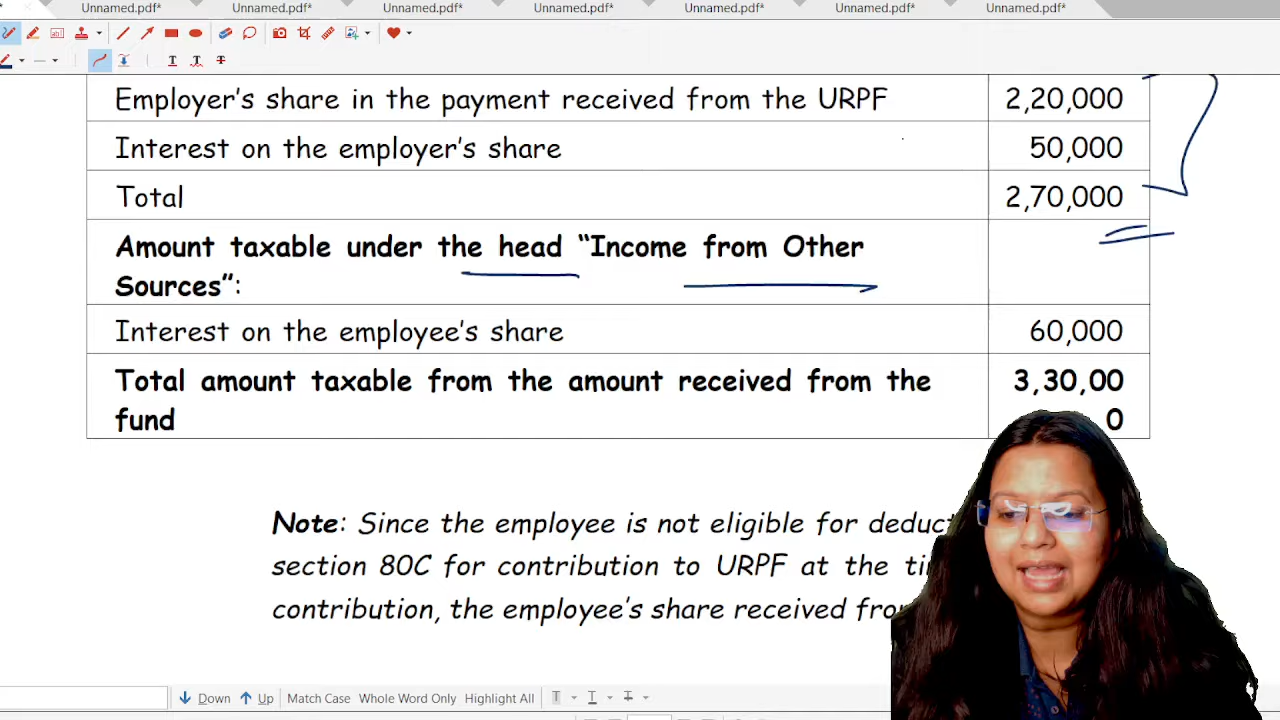 Unnamed.pdf* Unnamed.pdf* Unnamed.pdf* Unnamed.pdf* Unnamed.pdf* Unnamed.pdf* Unnamed.pdf*
Employer's share in the payment received from the URPF 2,20,000
Interest on the employer's share 50,000
Total 2,70,000
Amount taxable under the head "Income from Other
Sources":
Interest on the employee's share 60,000
Total amount taxable from the amount received from the 3,30,00
fund 0
Note: Since the employee is not eligible for
section 80C for contribution to URPF at the
contribution, the employee's share received
Down Up Match Case Whole Word Only Highlight All